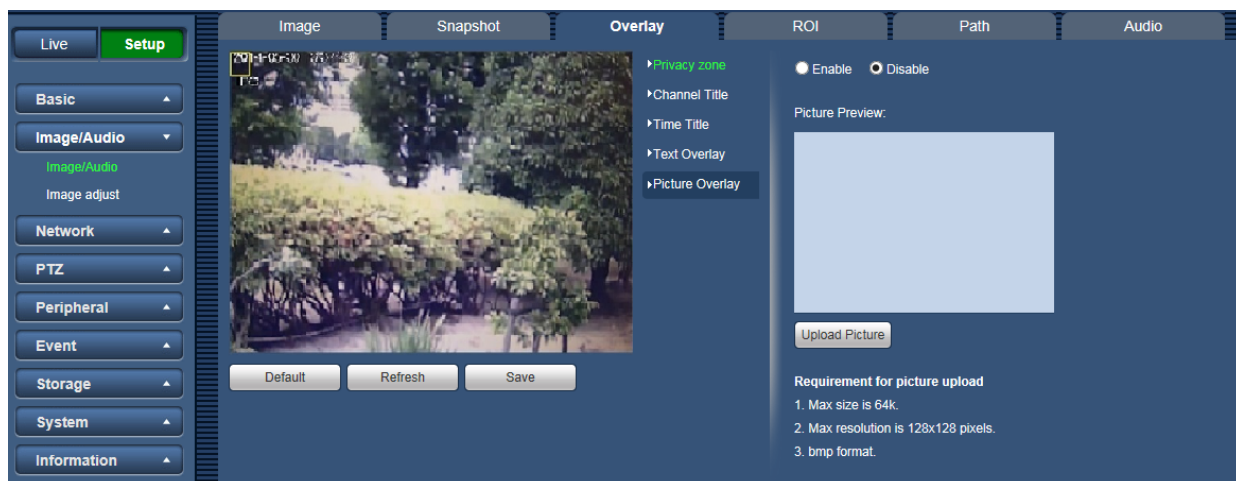 Live
Setup
Basic
Image/Audio
Image/Audio
Image adjust
Network
PTZ
Peripheral
Event
Storage
System
Information
Image
Snapshot
Overlay
ROI
Path
Audio
Default
Refresh
Save
Privacy zone
Channel Title
Time Title
Text Overlay
Picture Overlay
Enable
Disable
Picture Preview:
Upload Picture
Requirement for picture upload
1. Max size is 64k.
2. Max resolution is 128x128 pixels.
3. bmp format.